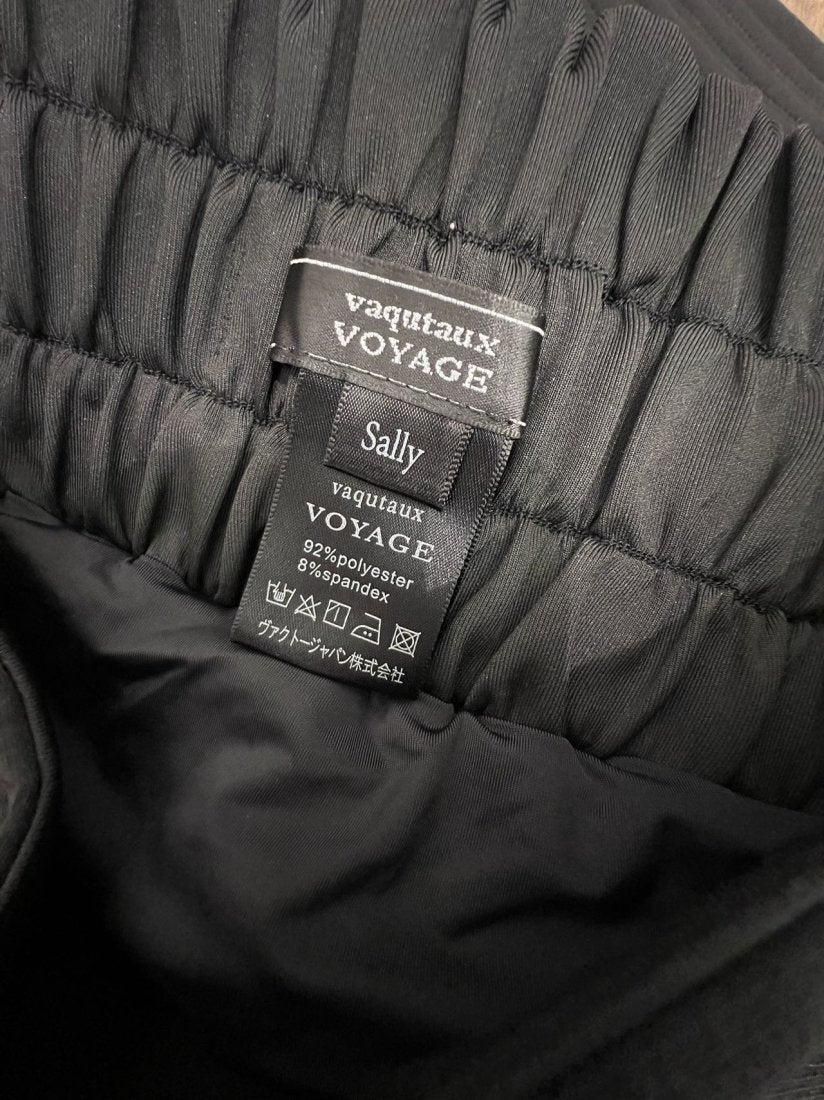 vaqutaux
VOYAGE
Sally
vaqutaux
VOYAGE
92%polyester
8%spandex
ヴァクトージャパン株式会社